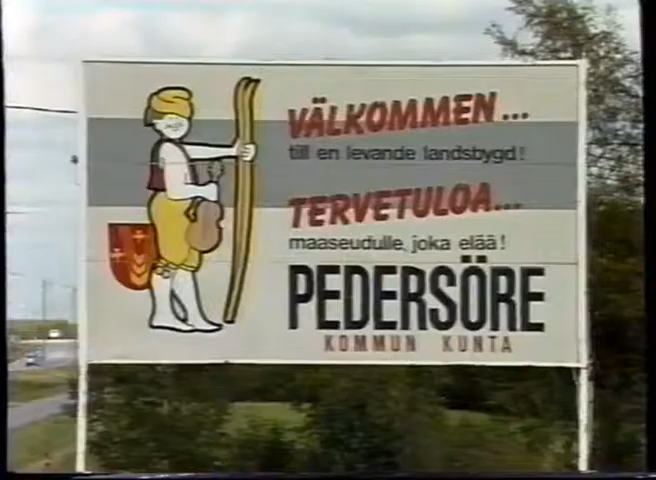 VÄLKOMMEN...
till en levande landsbygd!
TERVETULOA...
maaseudulle, joka elää!
PEDERSÖRE
KOMMUN KUNTA